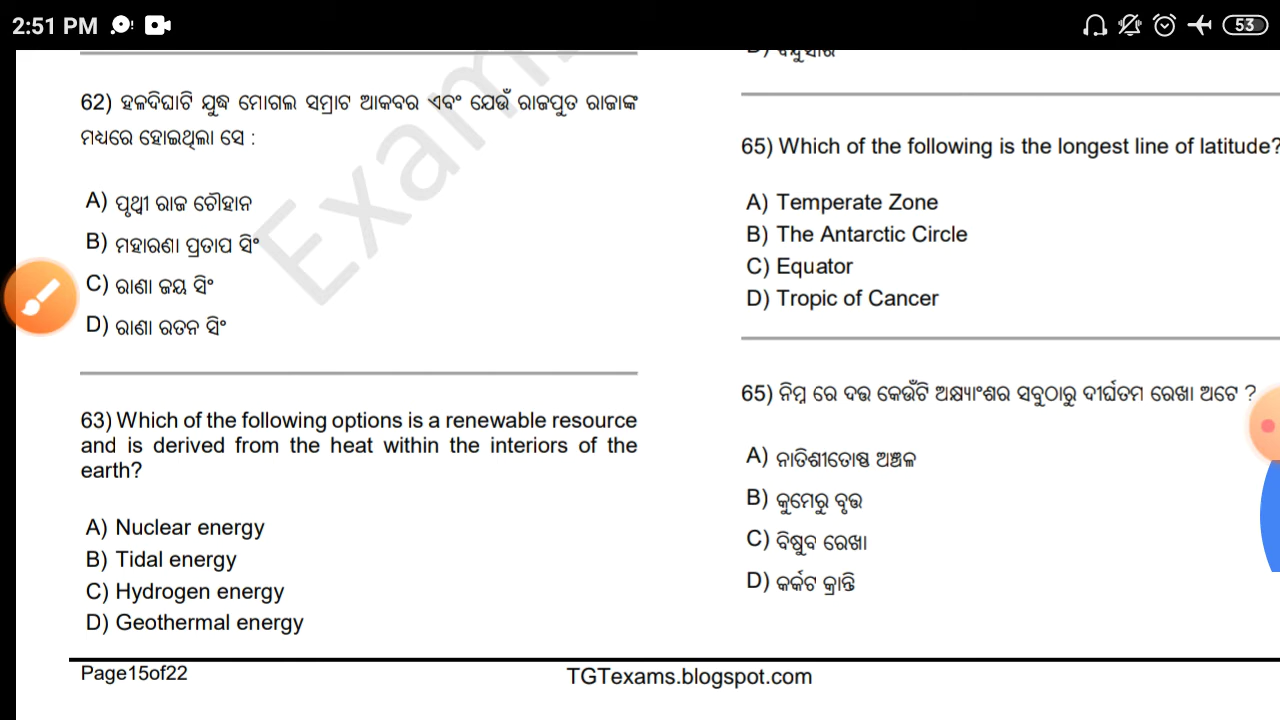 2:51 PM
53
62) ହଳଦିଘାଟି ଯୁଦ୍ଧ ମୋଗଲ ସମ୍ରାଟ ଆକବର ଏବଂ ଯେଉଁ ରାଜପୁତ ରାଜାଙ୍କ
ମଧ୍ୟରେ ହୋଇଥିଲା ସେ :
A) ପୃଥ୍ବୀ ରାଜ ଚୌହାନ
B) ମହାରଣା ପ୍ରତାପ ସିଂ
C) ରାଣା ଜୟ ସିଂ
D) ରାଣା ରତନ ସିଂ
63) Which of the following options is a renewable resource
and is derived from the heat within the interiors of the
earth?
A) Nuclear energy
B) Tidal energy
C) Hydrogen energy
D) Geothermal energy
65) Which of the following is the longest line of latitude?
A) Temperate Zone
B) The Antarctic Circle
C) Equator
D) Tropic of Cancer
65) ନିମ୍ନ ରେ ଦତ୍ତ କେଉଁଟି ଅକ୍ଷ୍ୟାଂଶର ସବୁଠାରୁ ଦୀର୍ଘତମ ରେଖା ଅଟେ ?
A) ନାତିଶୀତୋଷ୍ଣ ଅଞ୍ଚଳ
B) କୁମେରୁ ବୃତ୍ତ
C) ବିଷୁବ ରେଖା
D) କର୍କଟ କ୍ରାନ୍ତି
Page15of22
TGTexams.blogspot.com
Exam